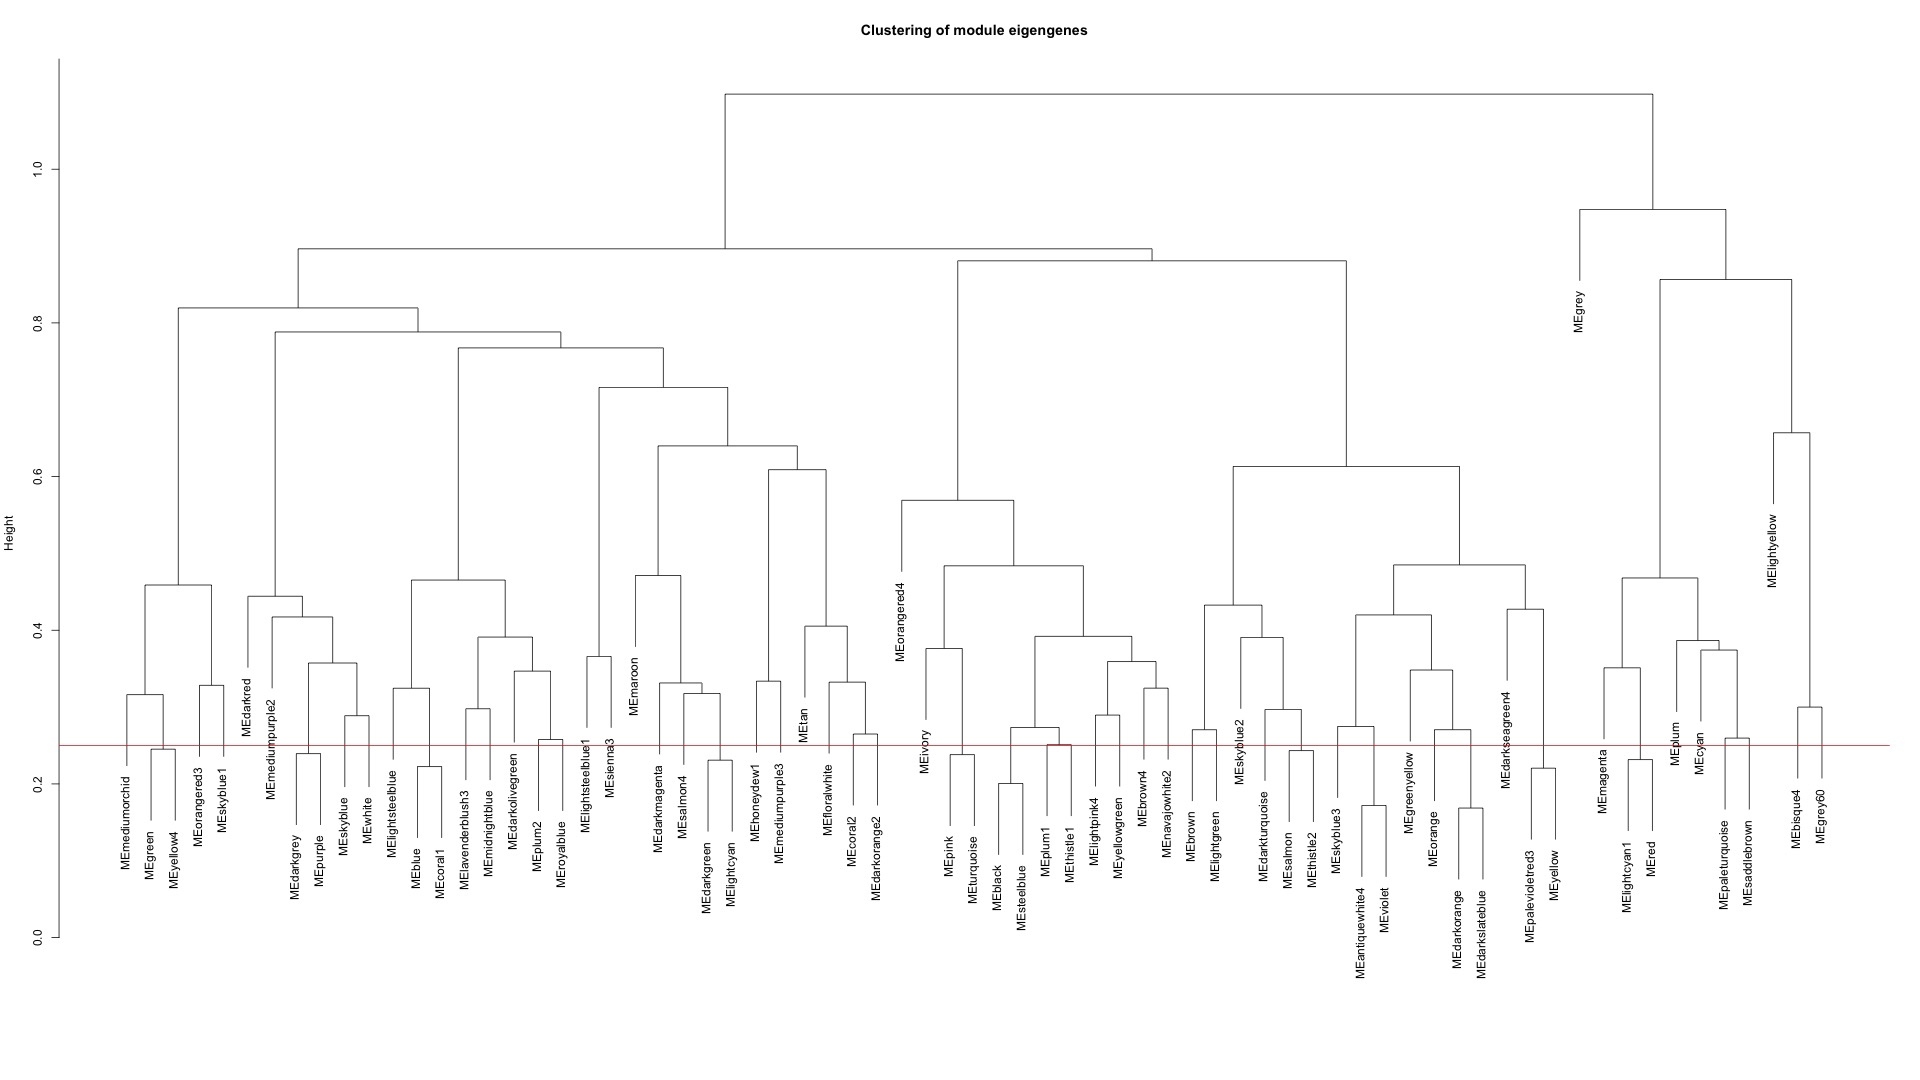 Clustering of module eigengenes
Height
1.0
0.8
0.6
0.4
0.2
0.0
MEmediumorchid
MEgreen
MEyellow4
MEorangered3
MEskyblue1
MEdarkred
MEmediumpurple2
MEdarkgrey
MEpurple
MEskyblue
MEwhite
MElightsteelblue
MEblue
MEcoral1
MElavenderblush3
MEmidnightblue
MEdarkolivegreen
MEplum2
MEroyalblue
MElightsteelblue1
MEsienna3
MEmaroon
MEdarkmagenta
MEsalmon4
MEdarkgreen
MElightcyan
MEhoneydew1
MEmediumpurple3
MEtan
MEfloralwhite
MEcoral2
MEdarkorange2
MEorangered4
MEivory
MEpink
MEturquoise
MEblack
MEsteelblue
MEplum1
MEthistle1
MElightpink4
MEyellowgreen
MEbrown4
MEnavajowhite2
MEbrown
MElightgreen
MEskyblue2
MEdarkturquoise
MEsalmon
MEthistle2
MEskyblue3
MEantiquewhite4
MEviolet
MEgreenyellow
MEorange
MEdarkorange
MEdarkslateblue
MEdarkseagreen4
MEpalevioletred3
MEyellow
MEgrey
MEmagenta
MElightcyan1
MEred
MEplum
MEcyan
MEpaleturquoise
MEsaddlebrown
MElightyellow
MEbisque4
MEgrey60